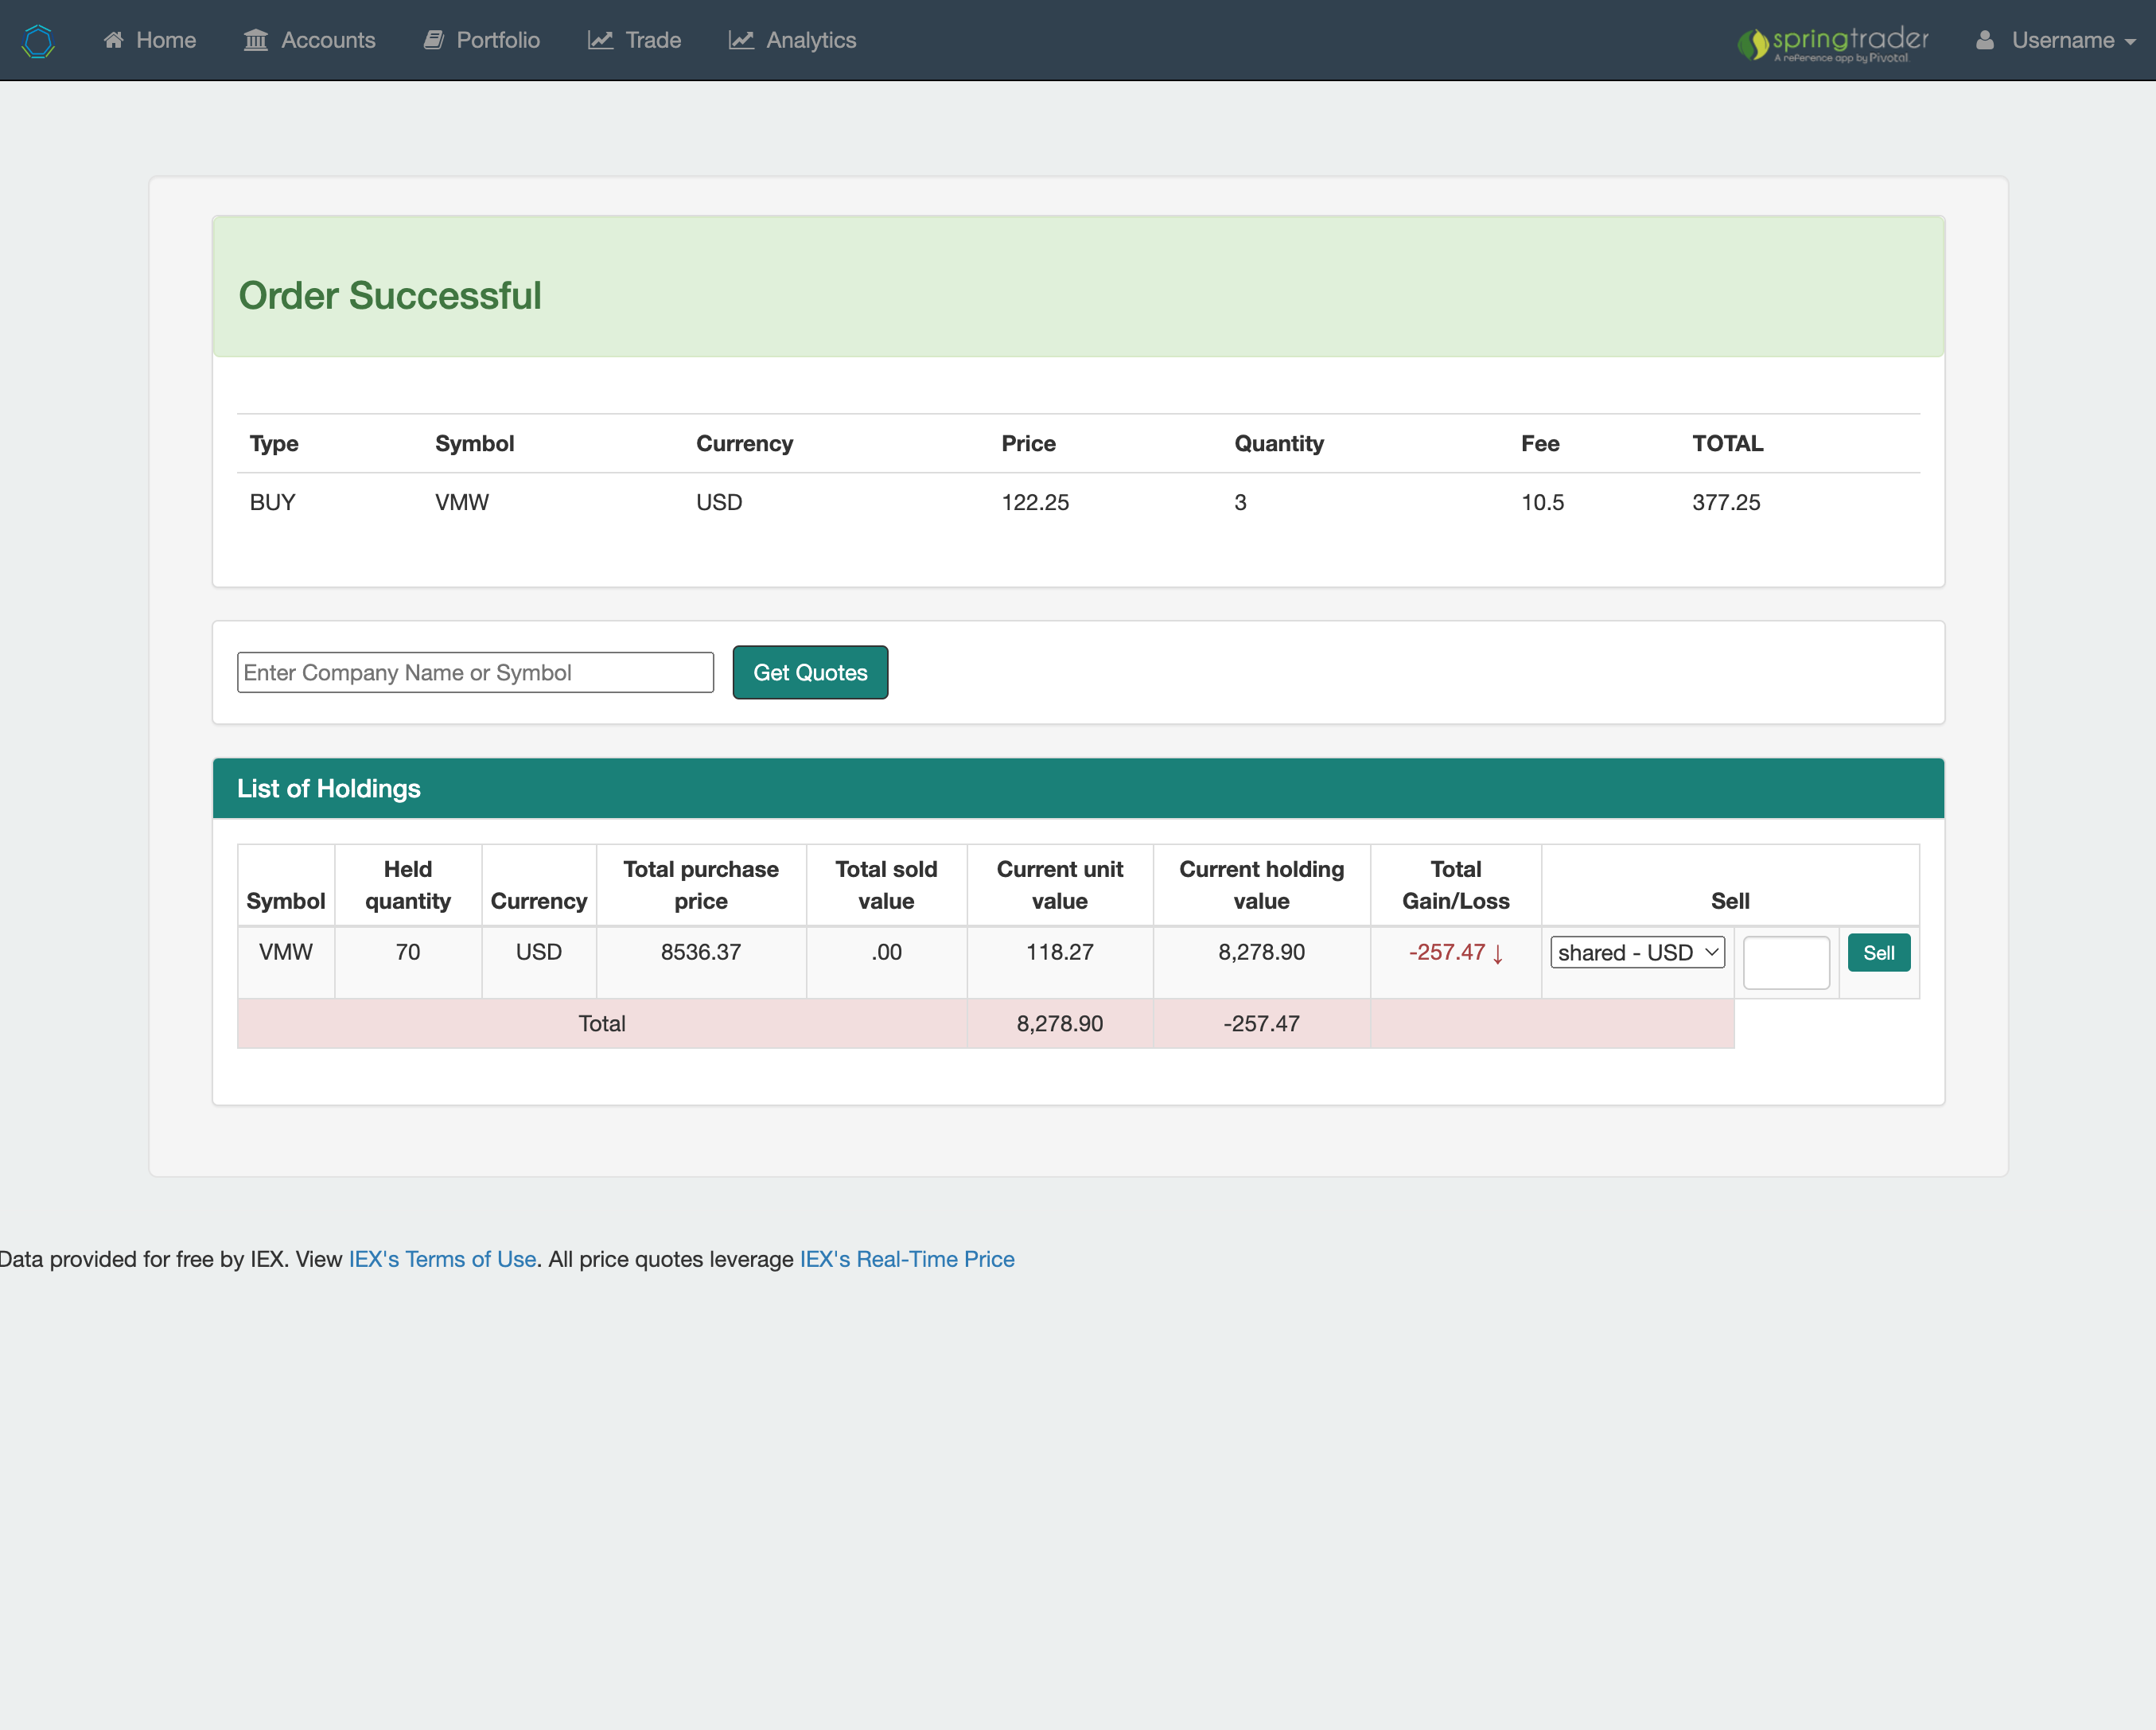 Home Accounts Portfolio Trade Analytics springtrader Username
A reference app by Pivotal
Order Successful
Type Symbol Currency Price Quantity Fee TOTAL
BUY VMW USD 122.25 3 10.5 377.25
Enter Company Name or Symbol Get Quotes
List of Holdings
Symbol Held quantity Currency Total purchase price Total sold value Current unit value Current holding value Total Gain/Loss Sell
VMW 70 USD 8536.37 .00 118.27 8,278.90 -257.47 ↓ shared - USD Sell
Total 8,278.90 -257.47
Data provided for free by IEX. View IEX's Terms of Use. All price quotes leverage IEX's Real-Time Price